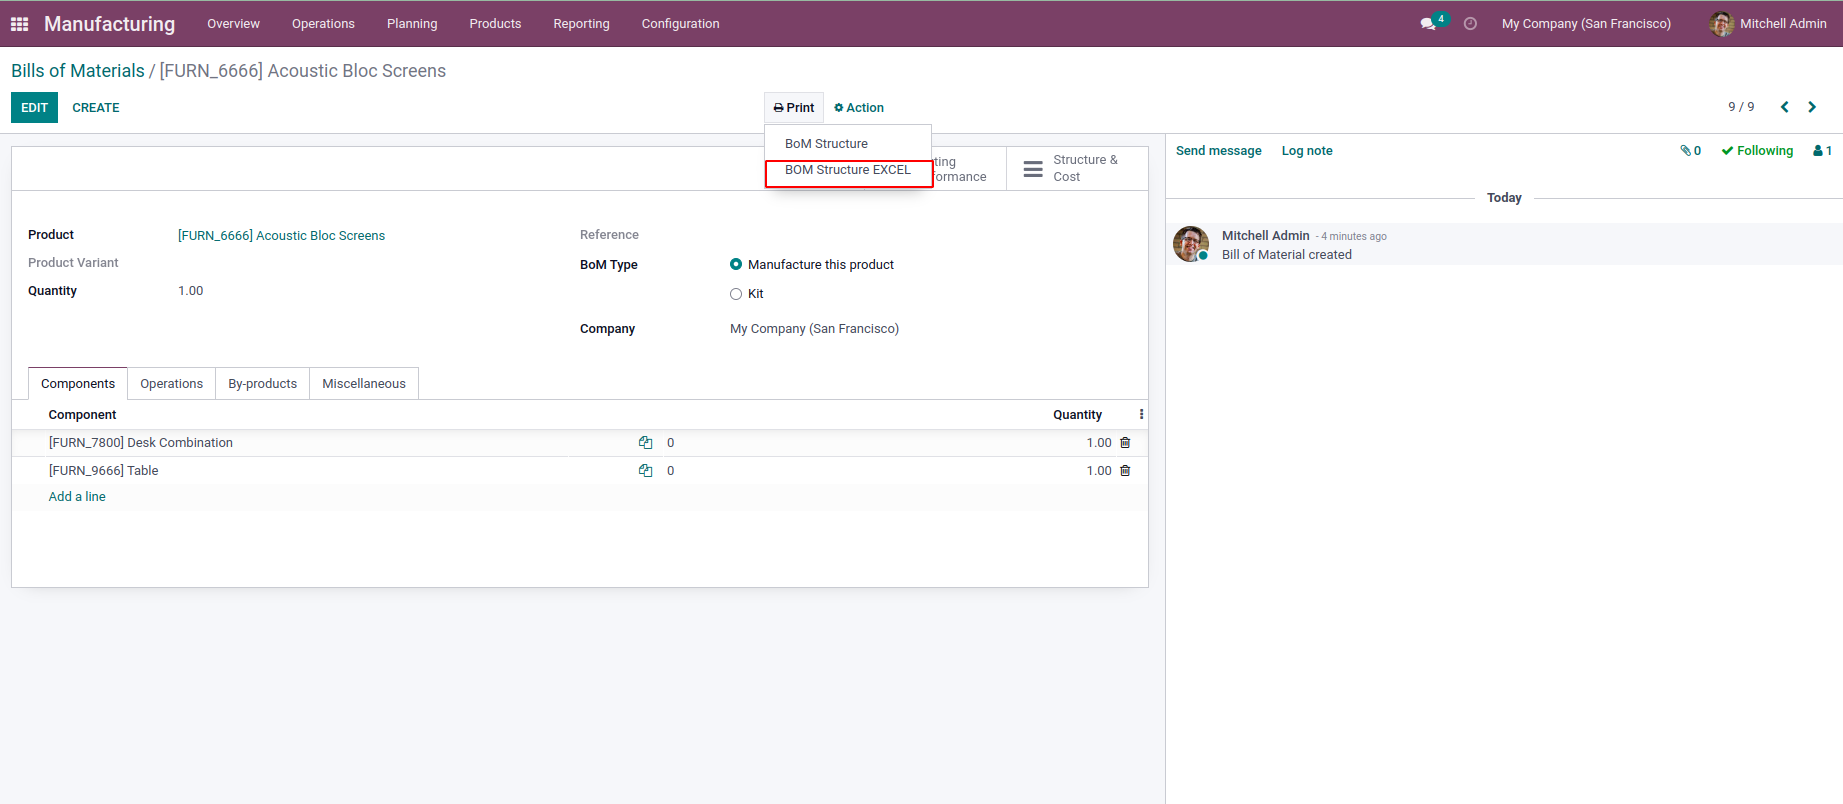 Manufacturing Overview Operations Planning Products Reporting Configuration 4 My Company (San Francisco) Mitchell Admin
Bills of Materials / [FURN_6666] Acoustic Bloc Screens
EDIT CREATE Print Action 9 / 9
BoM Structure
BOM Structure EXCEL
Structure &
Cost
Product [FURN_6666] Acoustic Bloc Screens
Product Variant
Quantity 1.00
Reference
BoM Type Manufacture this product
Kit
Company My Company (San Francisco)
Components Operations By-products Miscellaneous
Component Quantity
[FURN_7800] Desk Combination 0 1.00
[FURN_9666] Table 0 1.00
Add a line
Send message Log note 0 Following 1
Today
Mitchell Admin - 4 minutes ago
Bill of Material created